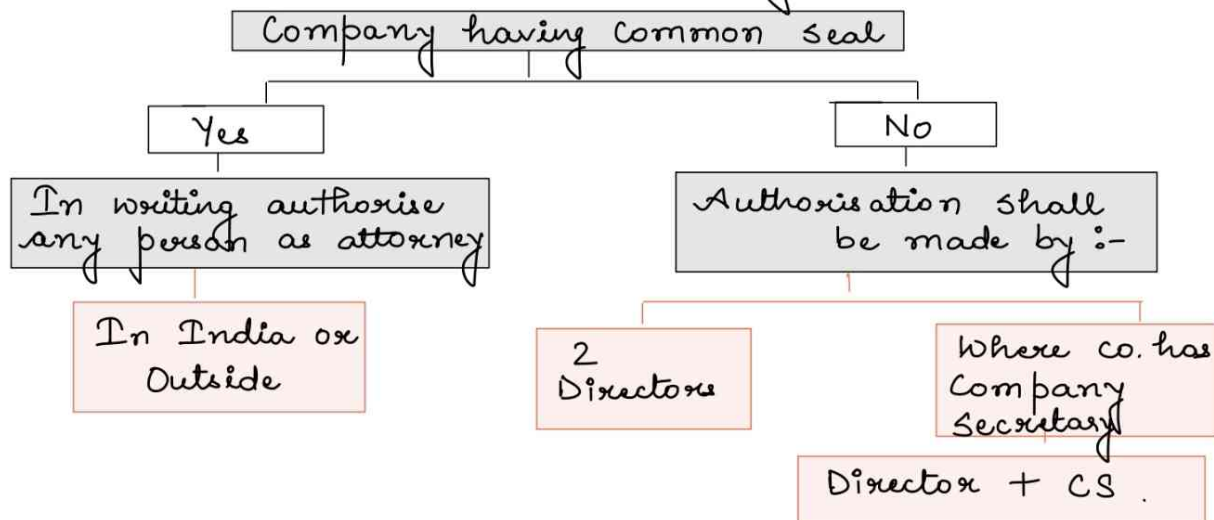 Company having common seal
Yes
No
In writing authorise
any person as attorney
Authorisation shall
be made by :-
In India or
Outside
2
Directors
Where co. has
Company
Secretary
Director + CS .